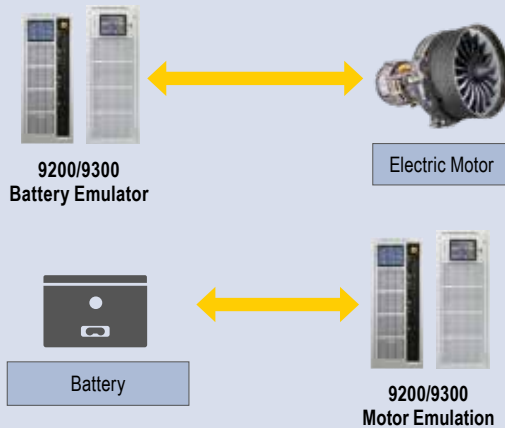 9200/9300
Battery Emulator
Electric Motor
Battery
9200/9300
Motor Emulation